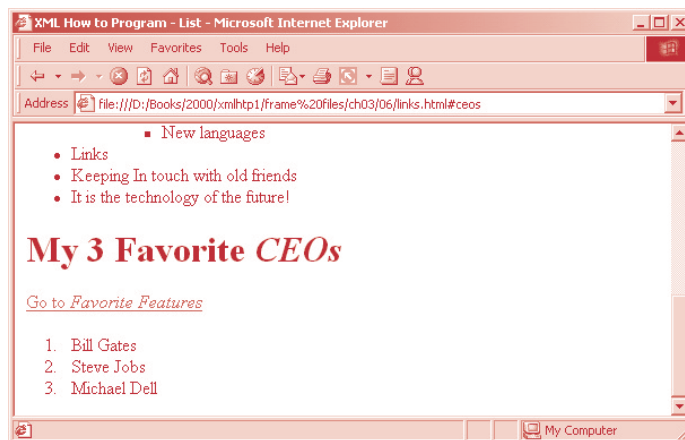 XML How to Program - List - Microsoft Internet Explorer
File Edit View Favorites Tools Help
Address file:///D:/Books/2000/xmlhtp1/frame%20files/ch03/06/links.html#ceos
New languages
Links
Keeping In touch with old friends
It is the technology of the future!
My 3 Favorite CEOs
Go to Favorite Features
1. Bill Gates
2. Steve Jobs
3. Michael Dell
My Computer